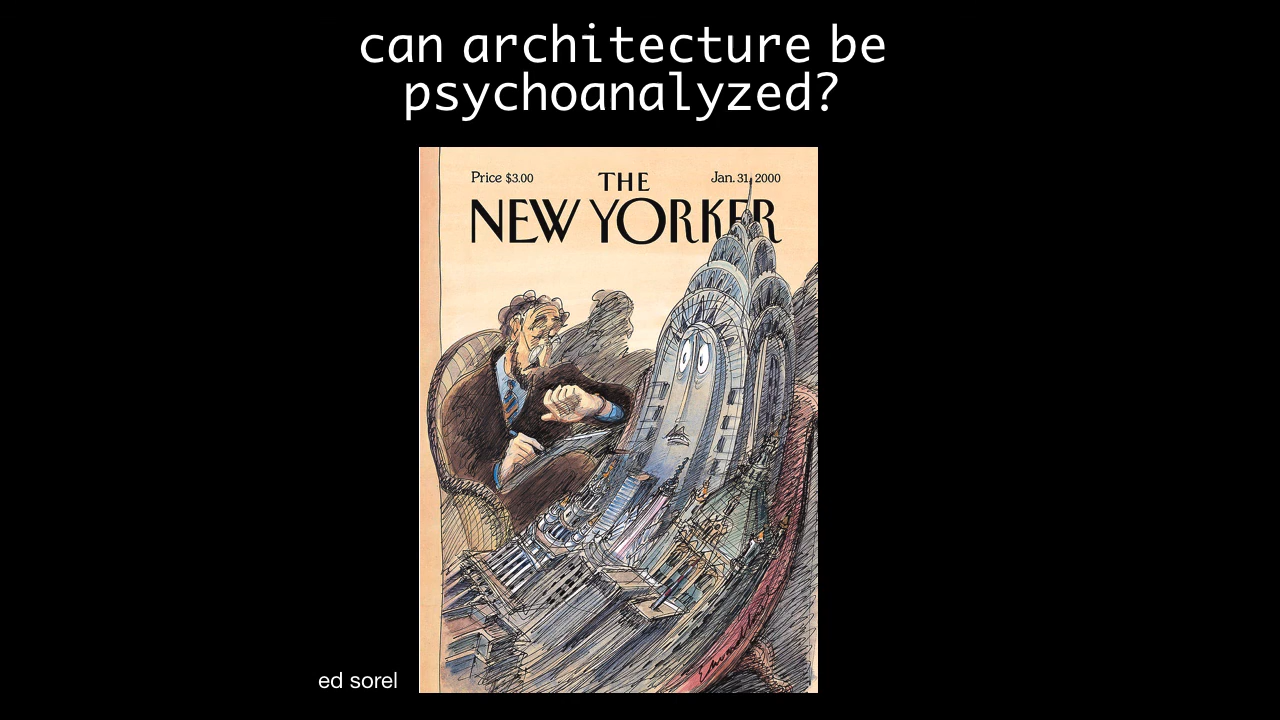 can architecture be
psychoanalyzed?
Price $3.00
THE
Jan. 31, 2000
NEW YORKER
ed sorel